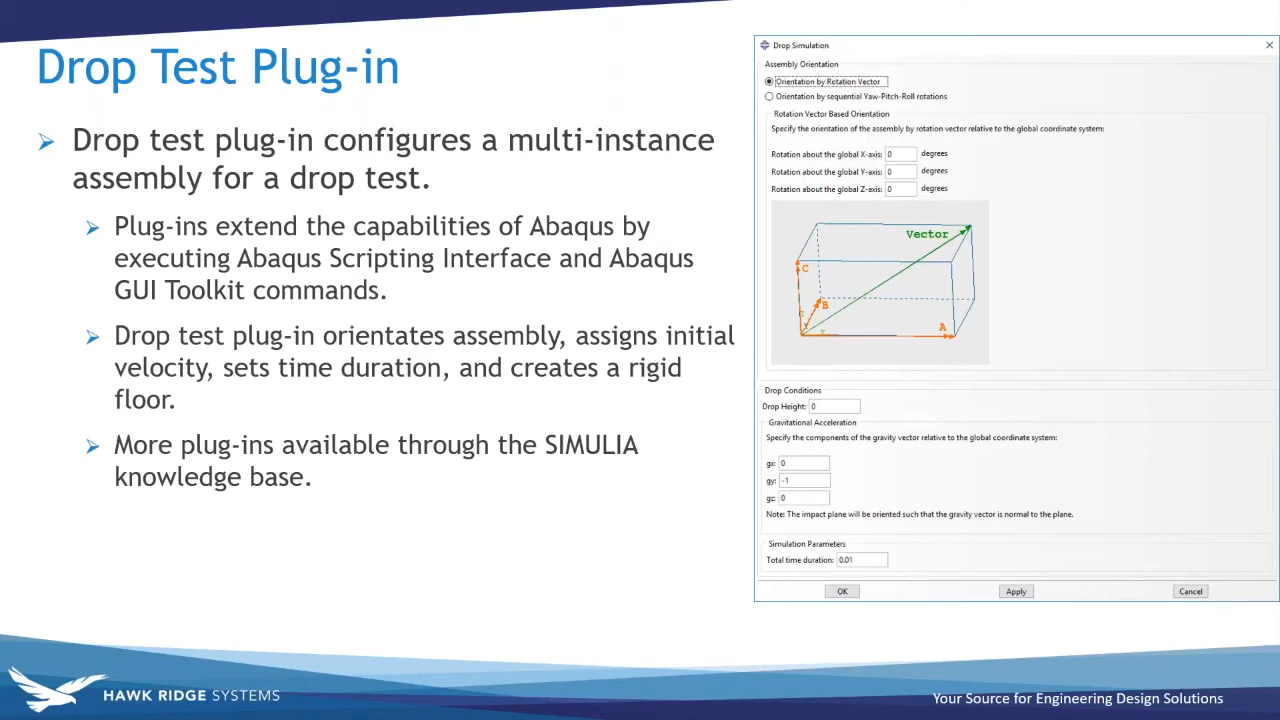 Drop Test Plug-in
Drop test plug-in configures a multi-instance
assembly for a drop test.
Plug-ins extend the capabilities of Abaqus by
executing Abaqus Scripting Interface and Abaqus
GUI Toolkit commands.
Drop test plug-in orientates assembly, assigns initial
velocity, sets time duration, and creates a rigid
floor.
More plug-ins available through the SIMULIA
knowledge base.
Drop Simulation
Assembly Orientation
Orientation by Rotation Vector
Orientation by sequential Yaw-Pitch-Roll rotations
Rotation Vector Based Orientation
Specify the orientation of the assembly by rotation vector relative to the global coordinate system:
Rotation about the global X-axis: 0 degrees
Rotation about the global Y-axis: 0 degrees
Rotation about the global Z-axis: 0 degrees
Vector
C
B
A
Drop Conditions
Drop Height: 0
Gravitational Acceleration
Specify the components of the gravity vector relative to the global coordinate system:
gx: 0
gy: -1
gz: 0
Note: The impact plane will be oriented such that the gravity vector is normal to the plane.
Simulation Parameters
Total time duration: 0.01
OK Apply Cancel
HAWK RIDGE SYSTEMS
Your Source for Engineering Design Solutions